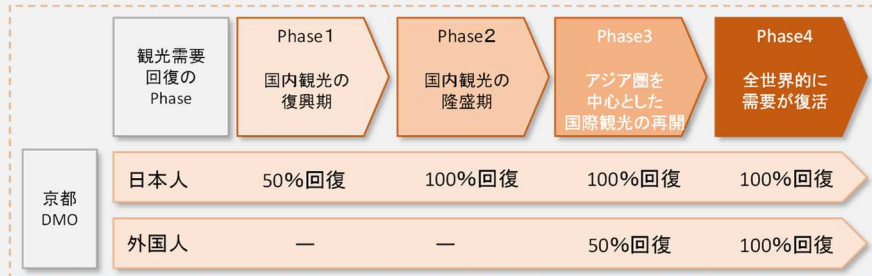 観光需要
回復の
Phase
Phase1
国内観光の
復興期
Phase2
国内観光の
隆盛期
Phase3
アジア圏を
中心とした
国際観光の再開
Phase4
全世界的に
需要が復活
京都
DMO
日本人
50%回復
100%回復
100%回復
100%回復
外国人
―
―
50%回復
100%回復